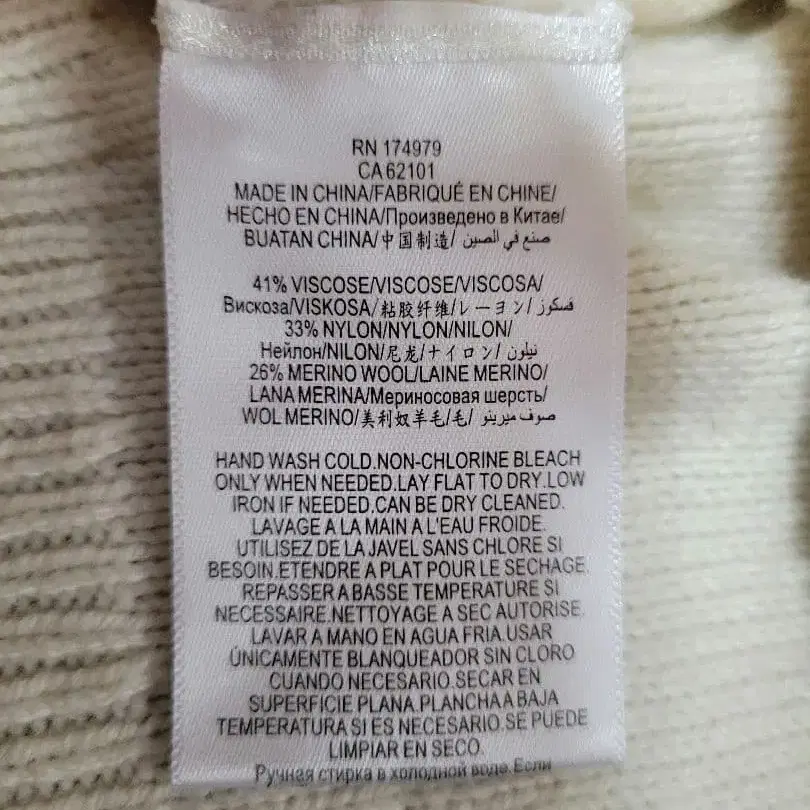 RN 174979
CA 62101
MADE IN CHINA/FABRIQUÉ EN CHINE/
HECHO EN CHINA/Произведено в Китае/
BUATAN CHINA/中国制造/ صنع في الصين
41% VISCOSE/VISCOSE/VISCOSA/
Вискоза/VISKOSA/粘胶纤维/レーヨン/ فسكوز
33% NYLON/NYLON/NILON/
Нейлон/NILON/尼龙/ナイロン/ نيلون
26% MERINO WOOL/LAINE MERINO/
LANA MERINA/Мериносовая шерсть/
WOL MERINO/美利奴羊毛/毛/ صوف ميرينو
HAND WASH COLD.NON-CHLORINE BLEACH
ONLY WHEN NEEDED.LAY FLAT TO DRY.LOW
IRON IF NEEDED.CAN BE DRY CLEANED.
LAVAGE A LA MAIN A L'EAU FROIDE.
UTILISEZ DE LA JAVEL SANS CHLORE SI
BESOIN.ETENDRE A PLAT POUR LE SECHAGE.
REPASSER A BASSE TEMPERATURE SI
NECESSAIRE.NETTOYAGE A SEC AUTORISE.
LAVAR A MANO EN AGUA FRIA.USAR
ÚNICAMENTE BLANQUEADOR SIN CLORO
CUANDO NECESARIO.SECAR EN
SUPERFICIE PLANA.PLANCHA A BAJA
TEMPERATURA SI ES NECESARIO.SE PUEDE
LIMPIAR EN SECO.
Ручная стирка в холодной воде.Если